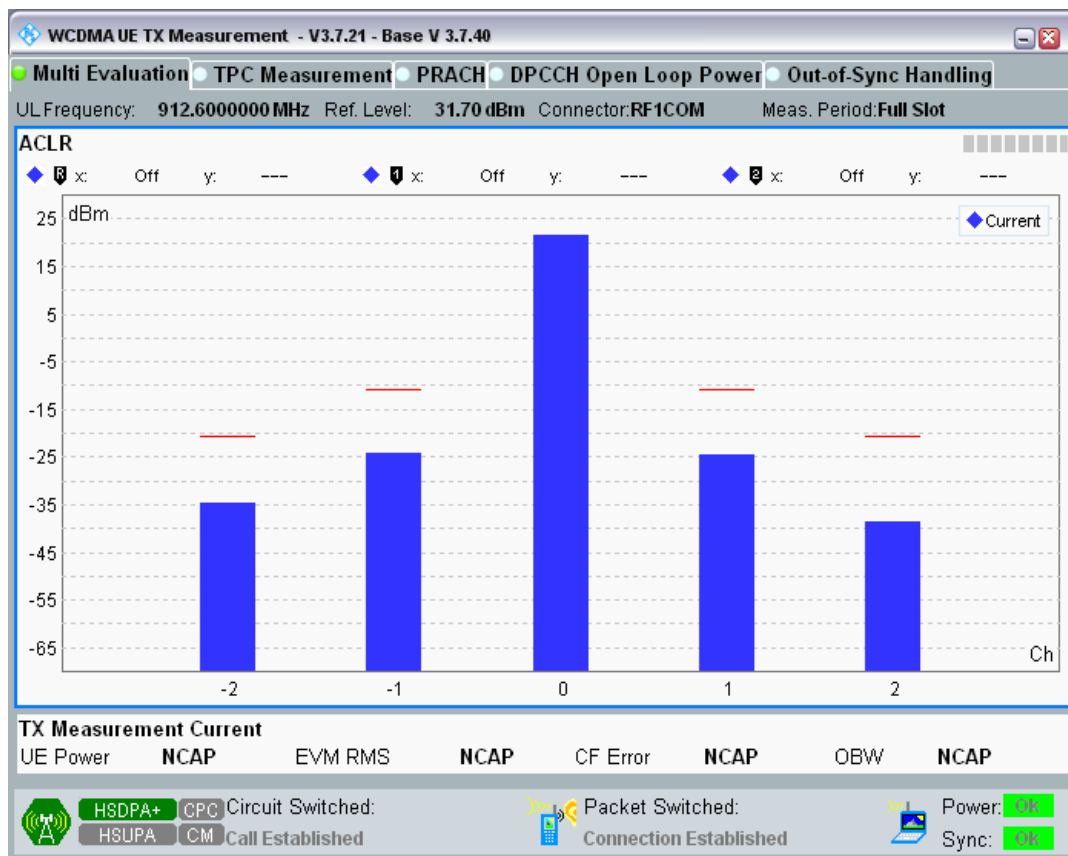 WCDMA UE TX Measurement - V3.7.21 - Base V 3.7.40
Multi Evaluation TPC Measurement PRACH DPCCH Open Loop Power Out-of-Sync Handling
UL Frequency: 912.6000000 MHz Ref. Level: 31.70 dBm Connector:RF1COM Meas. Period:Full Slot
ACLR
R x: Off y: --- 1 x: Off y: --- 2 x: Off y: ---
dBm
Current
25
15
5
-5
-15
-25
-35
-45
-55
-65
Ch
-2 -1 0 1 2
TX Measurement Current
UE Power NCAP EVM RMS NCAP CF Error NCAP OBW NCAP
HSDPA+ CPC Circuit Switched: Packet Switched: Power: OK
HSUPA CM Call Established Connection Established Sync: OK